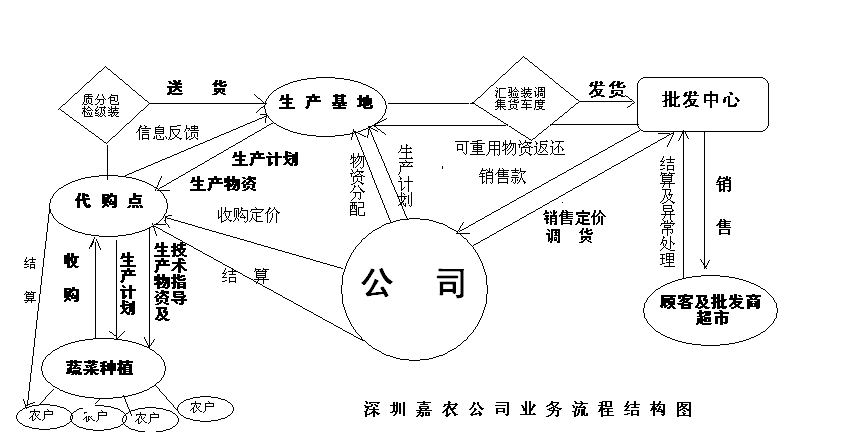 质分包
检级装
送 货
生 产 基 地
汇验装调
集货车度
发货
批发中心
信息反馈
生产计划
生产物资
物资分配
生产计划
可重用物资返还
销售款
结算及异常处理
销售
代 购 点
收购定价
销售定价
调 货
结算
收购
生产计划
技术指导
生产物资及
结 算
公 司
顾客及批发商
超市
蔬菜种植
农户
农户
农户
农户
深 圳 嘉 农 公 司 业 务 流 程 结 构 图